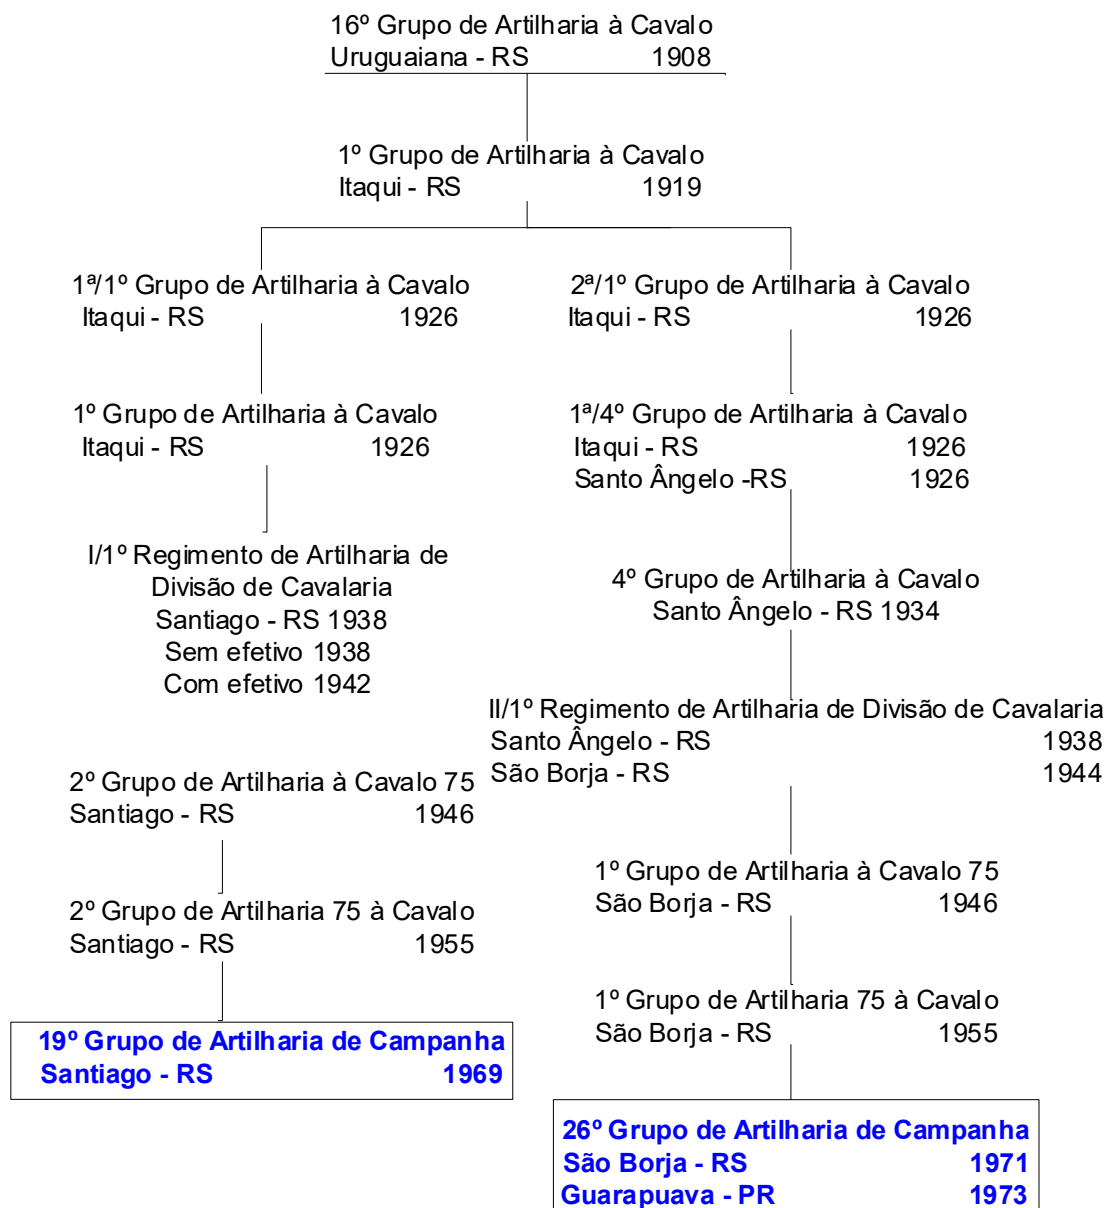 16º Grupo de Artilharia à Cavalo
Uruguaiana - RS 1908
1º Grupo de Artilharia à Cavalo
Itaqui - RS 1919
1ª/1º Grupo de Artilharia à Cavalo
Itaqui - RS 1926
2ª/1º Grupo de Artilharia à Cavalo
Itaqui - RS 1926
1º Grupo de Artilharia à Cavalo
Itaqui - RS 1926
1ª/4º Grupo de Artilharia à Cavalo
Itaqui - RS 1926
Santo Ângelo -RS 1926
I/1º Regimento de Artilharia de
Divisão de Cavalaria
Santiago - RS 1938
Sem efetivo 1938
Com efetivo 1942
4º Grupo de Artilharia à Cavalo
Santo Ângelo - RS 1934
II/1º Regimento de Artilharia de Divisão de Cavalaria
Santo Ângelo - RS 1938
São Borja - RS 1944
2º Grupo de Artilharia à Cavalo 75
Santiago - RS 1946
1º Grupo de Artilharia à Cavalo 75
São Borja - RS 1946
2º Grupo de Artilharia 75 à Cavalo
Santiago - RS 1955
1º Grupo de Artilharia 75 à Cavalo
São Borja - RS 1955
19º Grupo de Artilharia de Campanha
Santiago - RS 1969
26º Grupo de Artilharia de Campanha
São Borja - RS 1971
Guarapuava - PR 1973